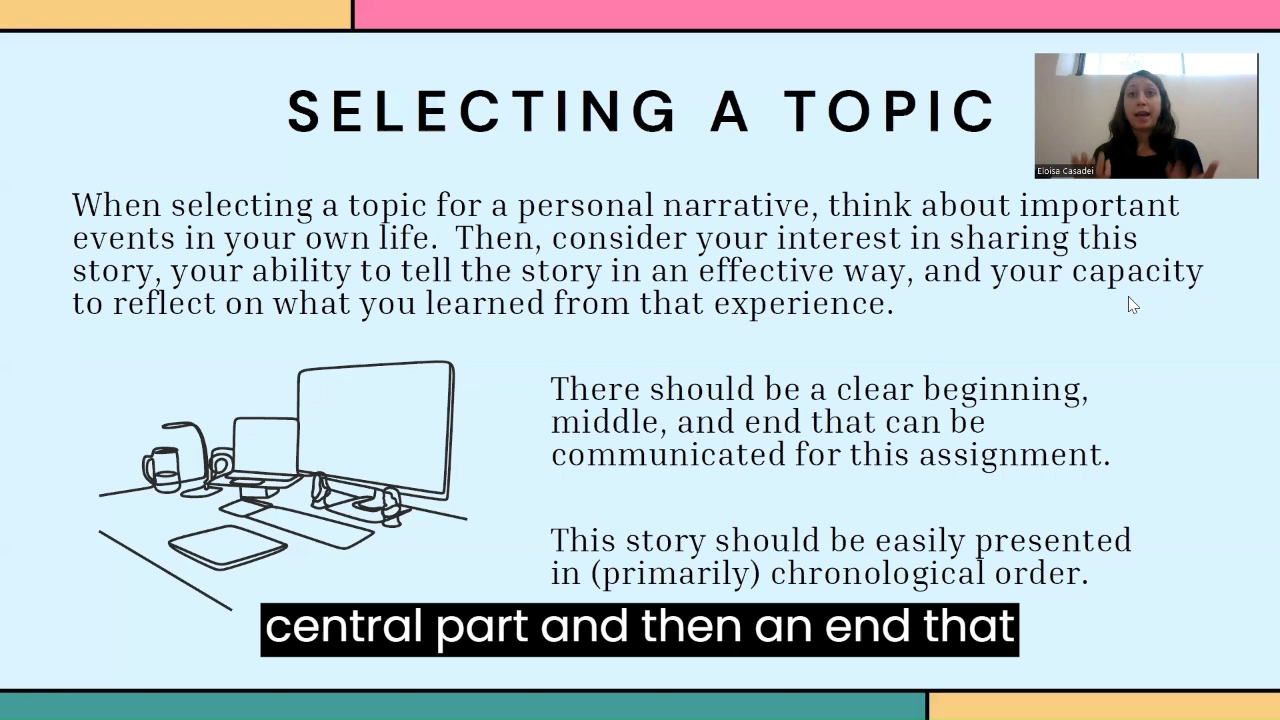 SELECTING A TOPIC
Eloisa Casadei
When selecting a topic for a personal narrative, think about important
events in your own life.  Then, consider your interest in sharing this
story, your ability to tell the story in an effective way, and your capacity
to reflect on what you learned from that experience.
There should be a clear beginning,
middle, and end that can be
communicated for this assignment.
This story should be easily presented
in (primarily) chronological order.
central part and then an end that